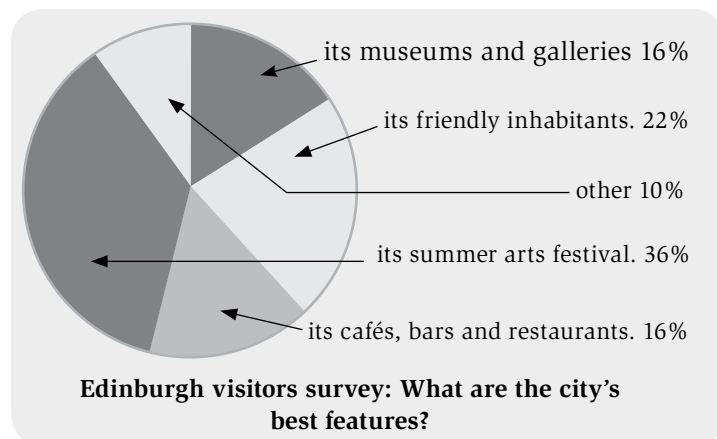 its museums and galleries 16%
its friendly inhabitants. 22%
other 10%
its summer arts festival. 36%
its cafés, bars and restaurants. 16%
Edinburgh visitors survey: What are the city’s
best features?